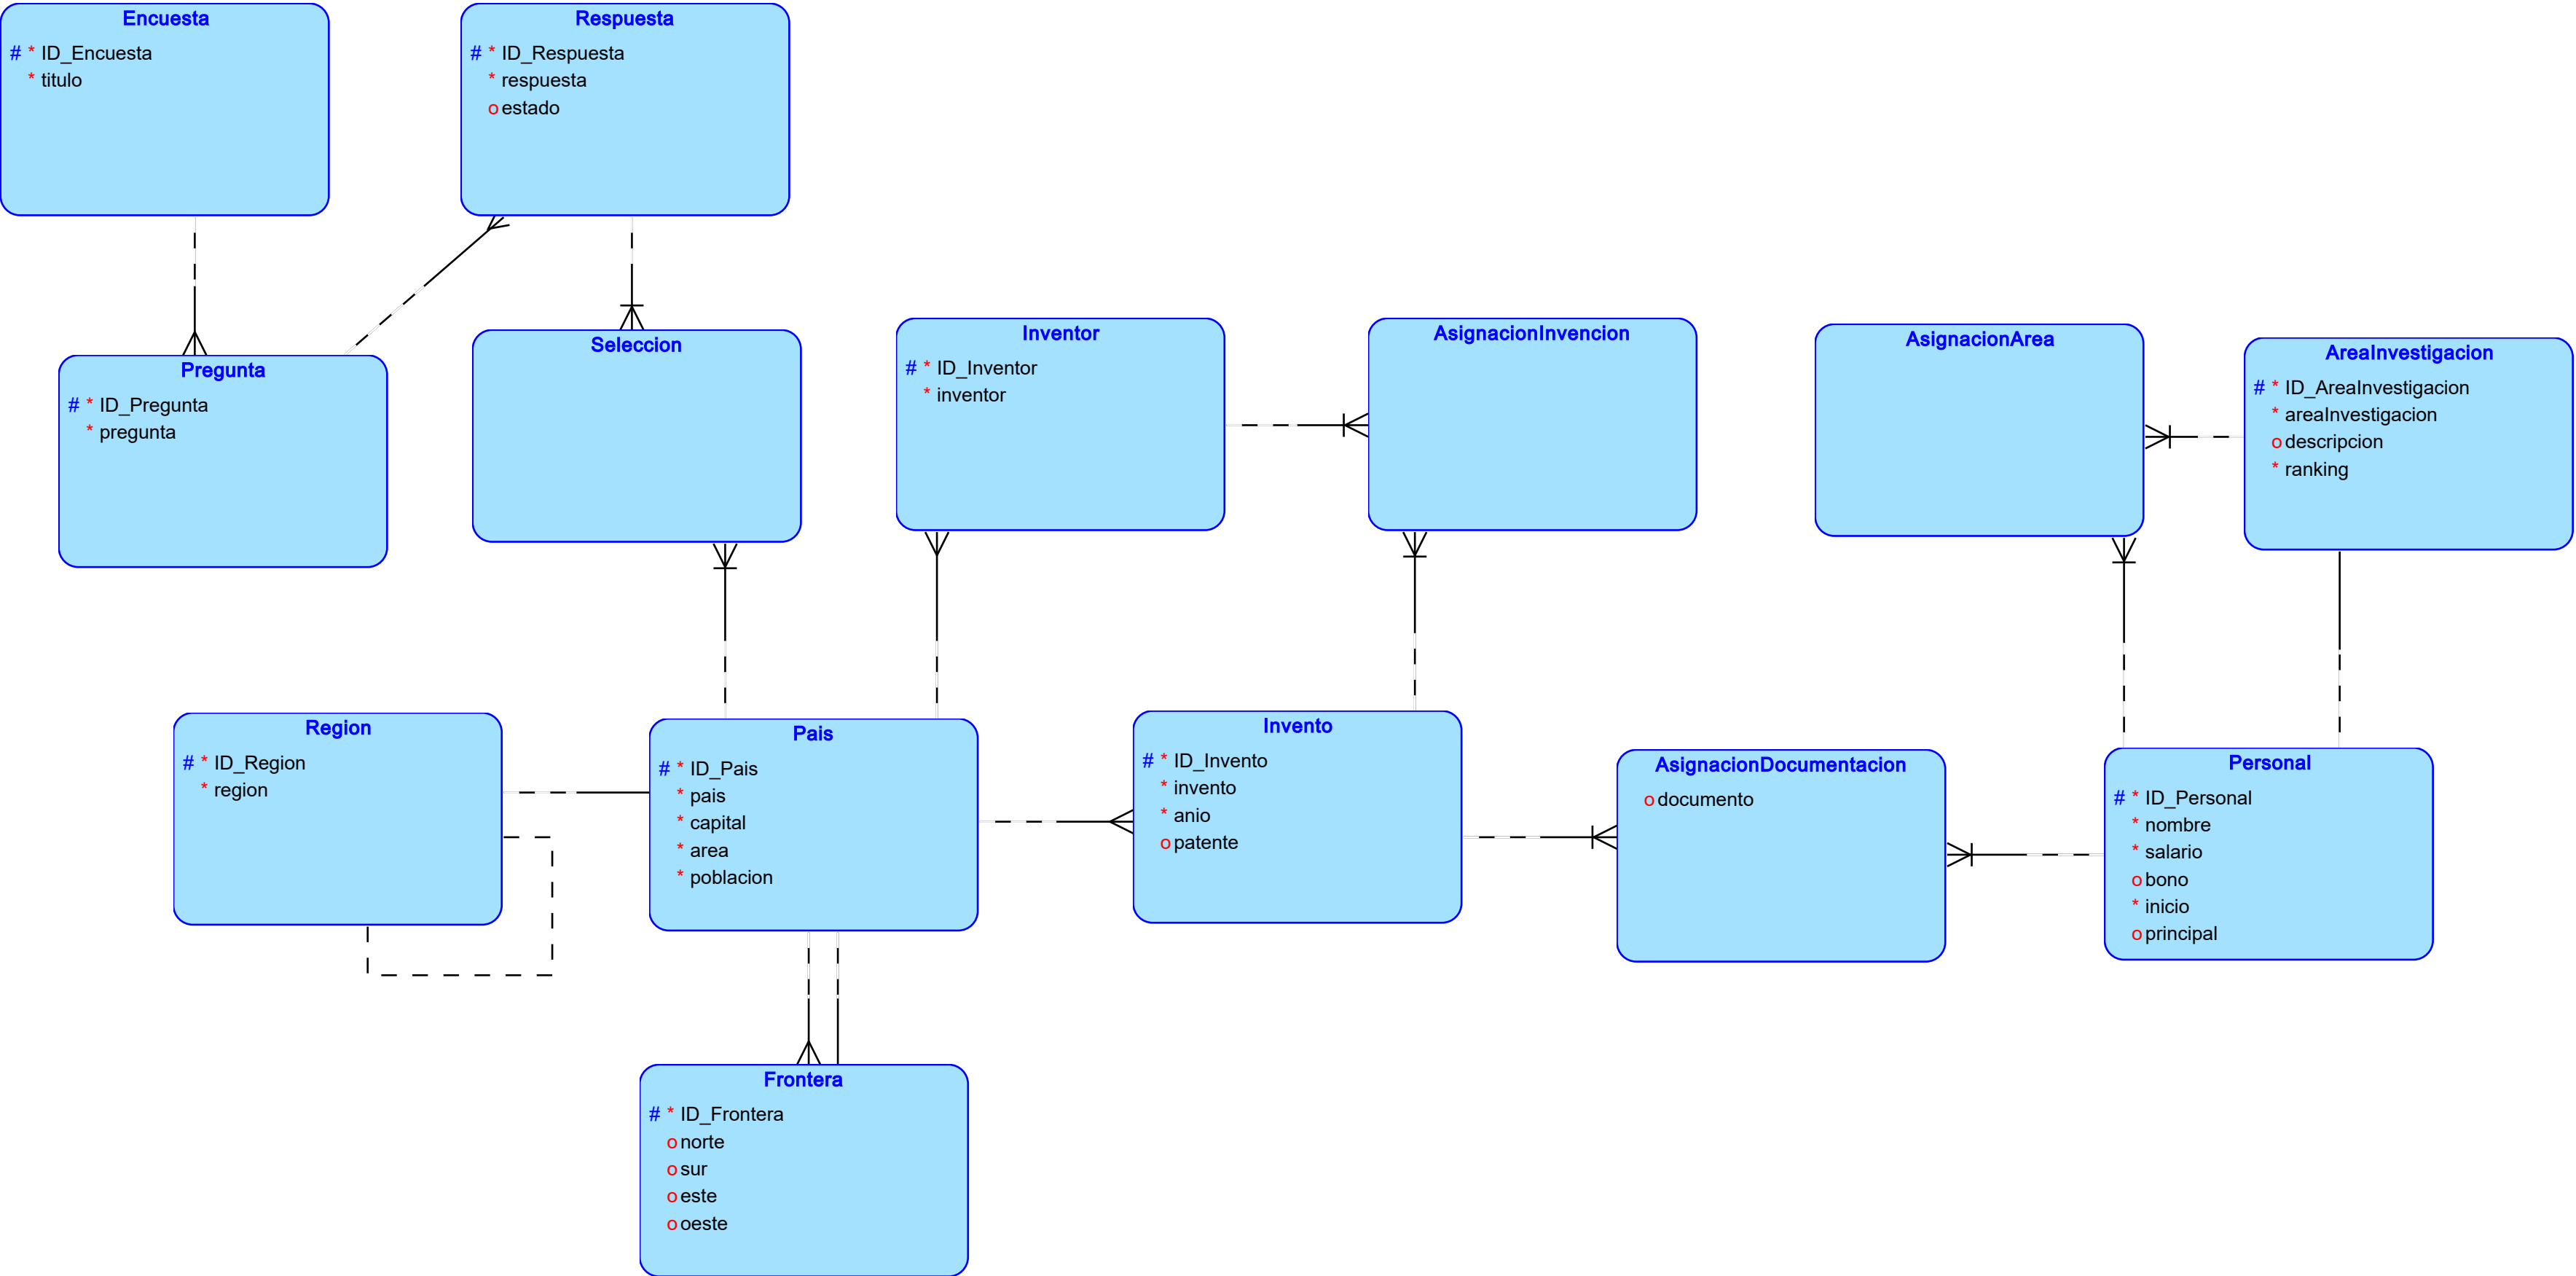 Encuesta
# * ID_Encuesta
* titulo
Respuesta
# * ID_Respuesta
* respuesta
o estado
Pregunta
# * ID_Pregunta
* pregunta
Seleccion
Inventor
# * ID_Inventor
* inventor
AsignacionInvencion
AsignacionArea
AreaInvestigacion
# * ID_AreaInvestigacion
* areaInvestigacion
o descripcion
* ranking
Region
# * ID_Region
* region
Pais
# * ID_Pais
* pais
* capital
* area
* poblacion
Invento
# * ID_Invento
* invento
* anio
o patente
AsignacionDocumentacion
o documento
Personal
# * ID_Personal
* nombre
* salario
o bono
* inicio
o principal
Frontera
# * ID_Frontera
o norte
o sur
o este
o oeste